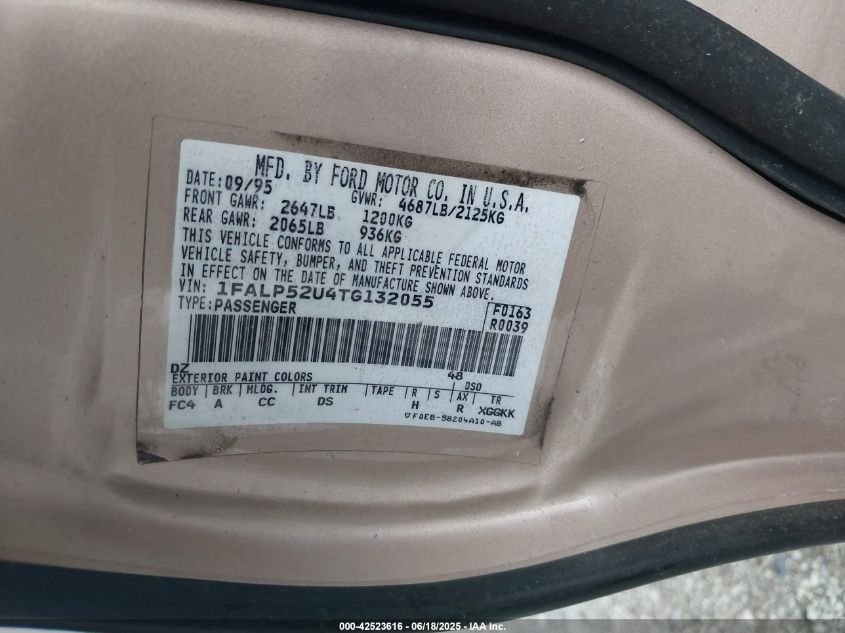 MFD. BY FORD MOTOR CO. IN U.S.A.
DATE: 09/95 GVWR: 4687LB/2125KG
FRONT GAWR: 2647LB 1200KG
REAR GAWR: 2065LB 936KG
THIS VEHICLE CONFORMS TO ALL APPLICABLE FEDERAL MOTOR
VEHICLE SAFETY, BUMPER, AND THEFT PREVENTION STANDARDS
IN EFFECT ON THE DATE OF MANUFACTURE SHOWN ABOVE.
VIN: 1FALP52U4TG132055
TYPE: PASSENGER
F0163
R0039
DZ 48 DSO
EXTERIOR PAINT COLORS
BODY BRK MLDG. INT TRIM TAPE R S AX TR
FC4 A CC DS H R XGGKK
▽F0EB-58204A10-AB
000-42523616 - 06/18/2025 - IAA Inc.